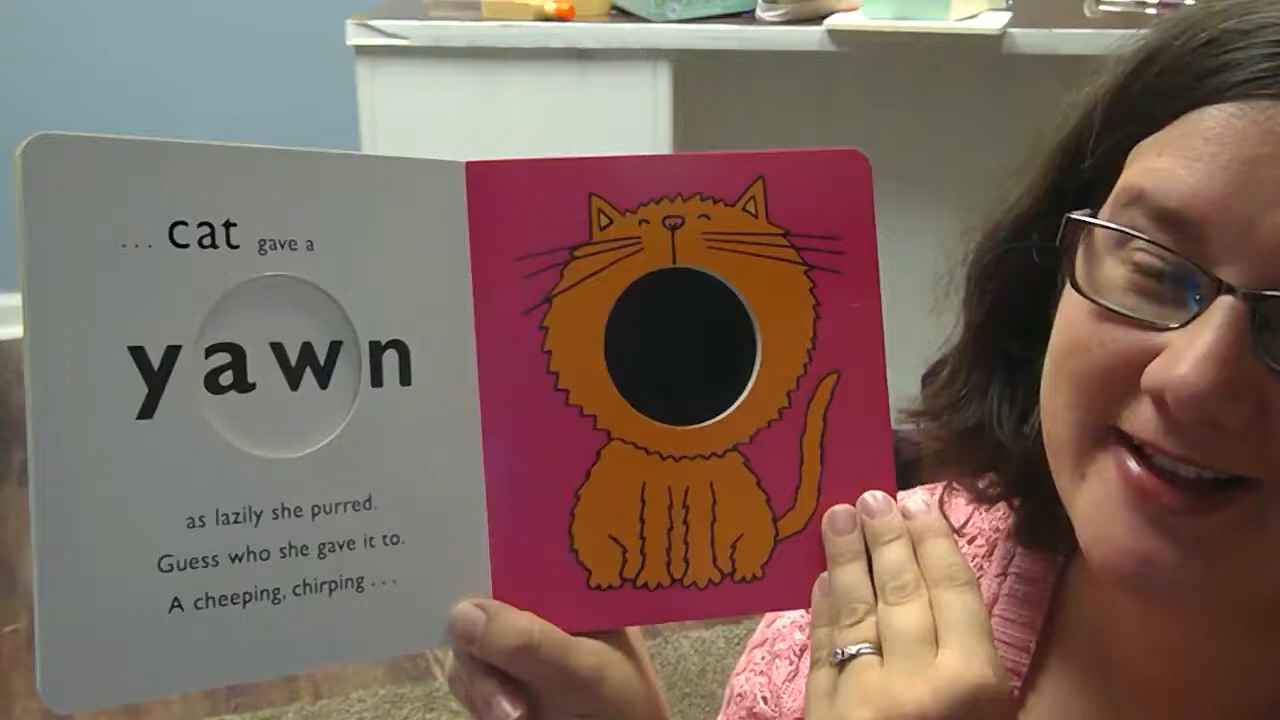 ... cat gave a
yawn
as lazily she purred.
Guess who she gave it to.
A cheeping, chirping ...